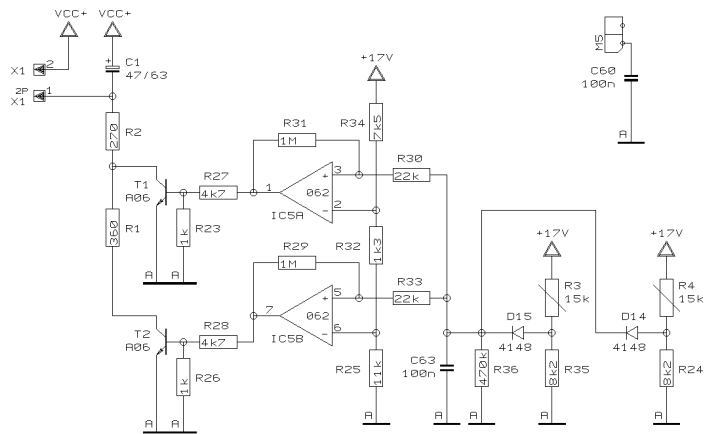 VCC+ VCC+
X1 2
C1
+
47/63
2P 1
X1
270 R2
T1
A06
360 R1
R27
4k7
1k R23
A A
T2
A06
R28
4k7
1k R26
A A
+17V
R31
1M
R34
7k5
3
+
1 062
-
2
IC5A
R30
22k
R29
1M
R32
1k3
5
+
7 062
-
6
IC5B
R33
22k
R25
11k
A
C63
100n
A
470k R36
A
D15
4148
+17V
R3
15k
8k2 R35
A
D14
4148
+17V
R4
15k
8k2 R24
A
M5
C60
100n
A